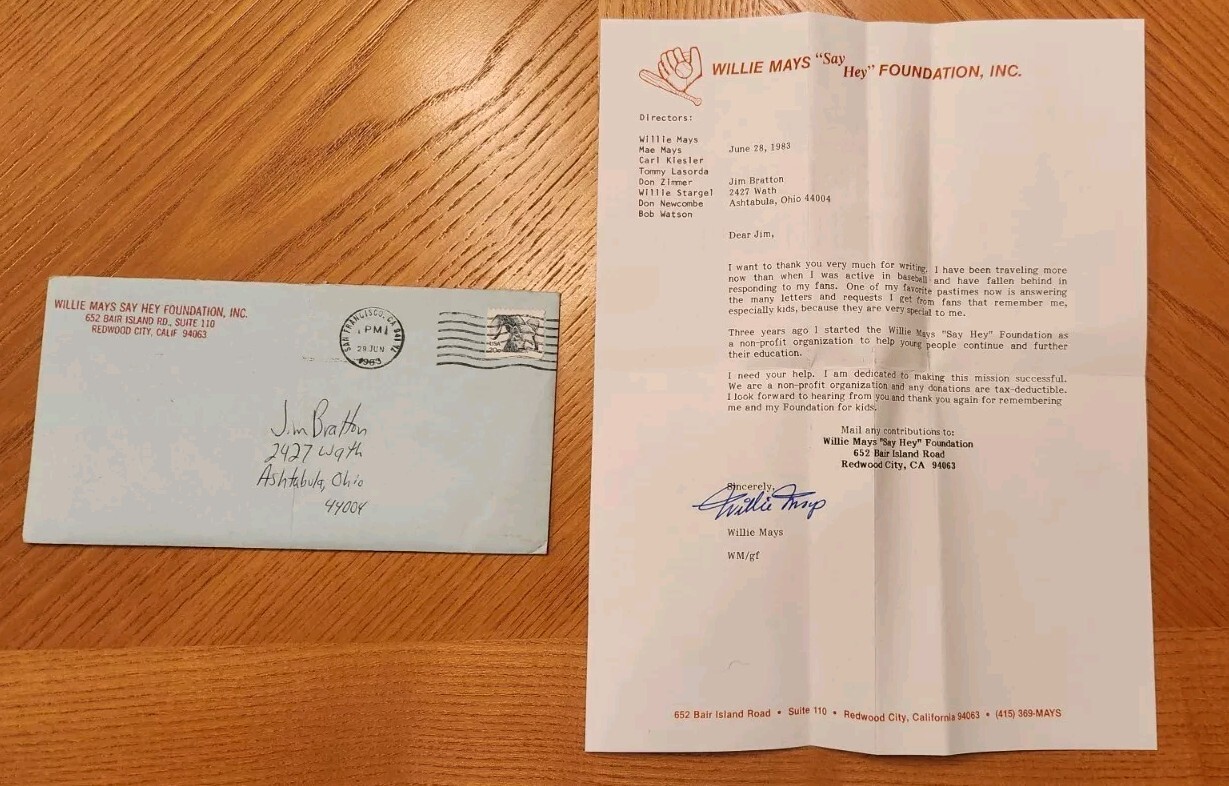 WILLIE MAYS SAY HEY FOUNDATION, INC.
652 BAIR ISLAND RD., SUITE 110
REDWOOD CITY, CALIF 94063
SAN FRANCISCO, CA
PM
28 JUN
1983
USA
20c
Jim Bratton
2427 Wath
Ashtabula, Ohio
44004
WILLIE MAYS "Say Hey" FOUNDATION, INC.
Directors:
Willie Mays
Mae Mays
Carl Kiesler
Tommy Lasorda
Don Zimmer
Willie Stargel
Don Newcombe
Bob Watson
June 28, 1983
Jim Bratton
2427 Wath
Ashtabula, Ohio 44004
Dear Jim,
I want to thank you very much for writing. I have been traveling more
now than when I was active in baseball and have fallen behind in
responding to my fans. One of my favorite pastimes now is answering
the many letters and requests I get from fans that remember me,
especially kids, because they are very special to me.
Three years ago I started the Willie Mays "Say Hey" Foundation as
a non-profit organization to help young people continue and further
their education.
I need your help. I am dedicated to making this mission successful.
We are a non-profit organization and any donations are tax-deductible.
I look forward to hearing from you and thank you again for remembering
me and my Foundation for kids.
Mail any contributions to:
Willie Mays "Say Hey" Foundation
652 Bair Island Road
Redwood City, CA 94063
Sincerely,
Willie Mays
Willie Mays
WM/gf
652 Bair Island Road • Suite 110 • Redwood City, California 94063 • (415) 369-MAYS